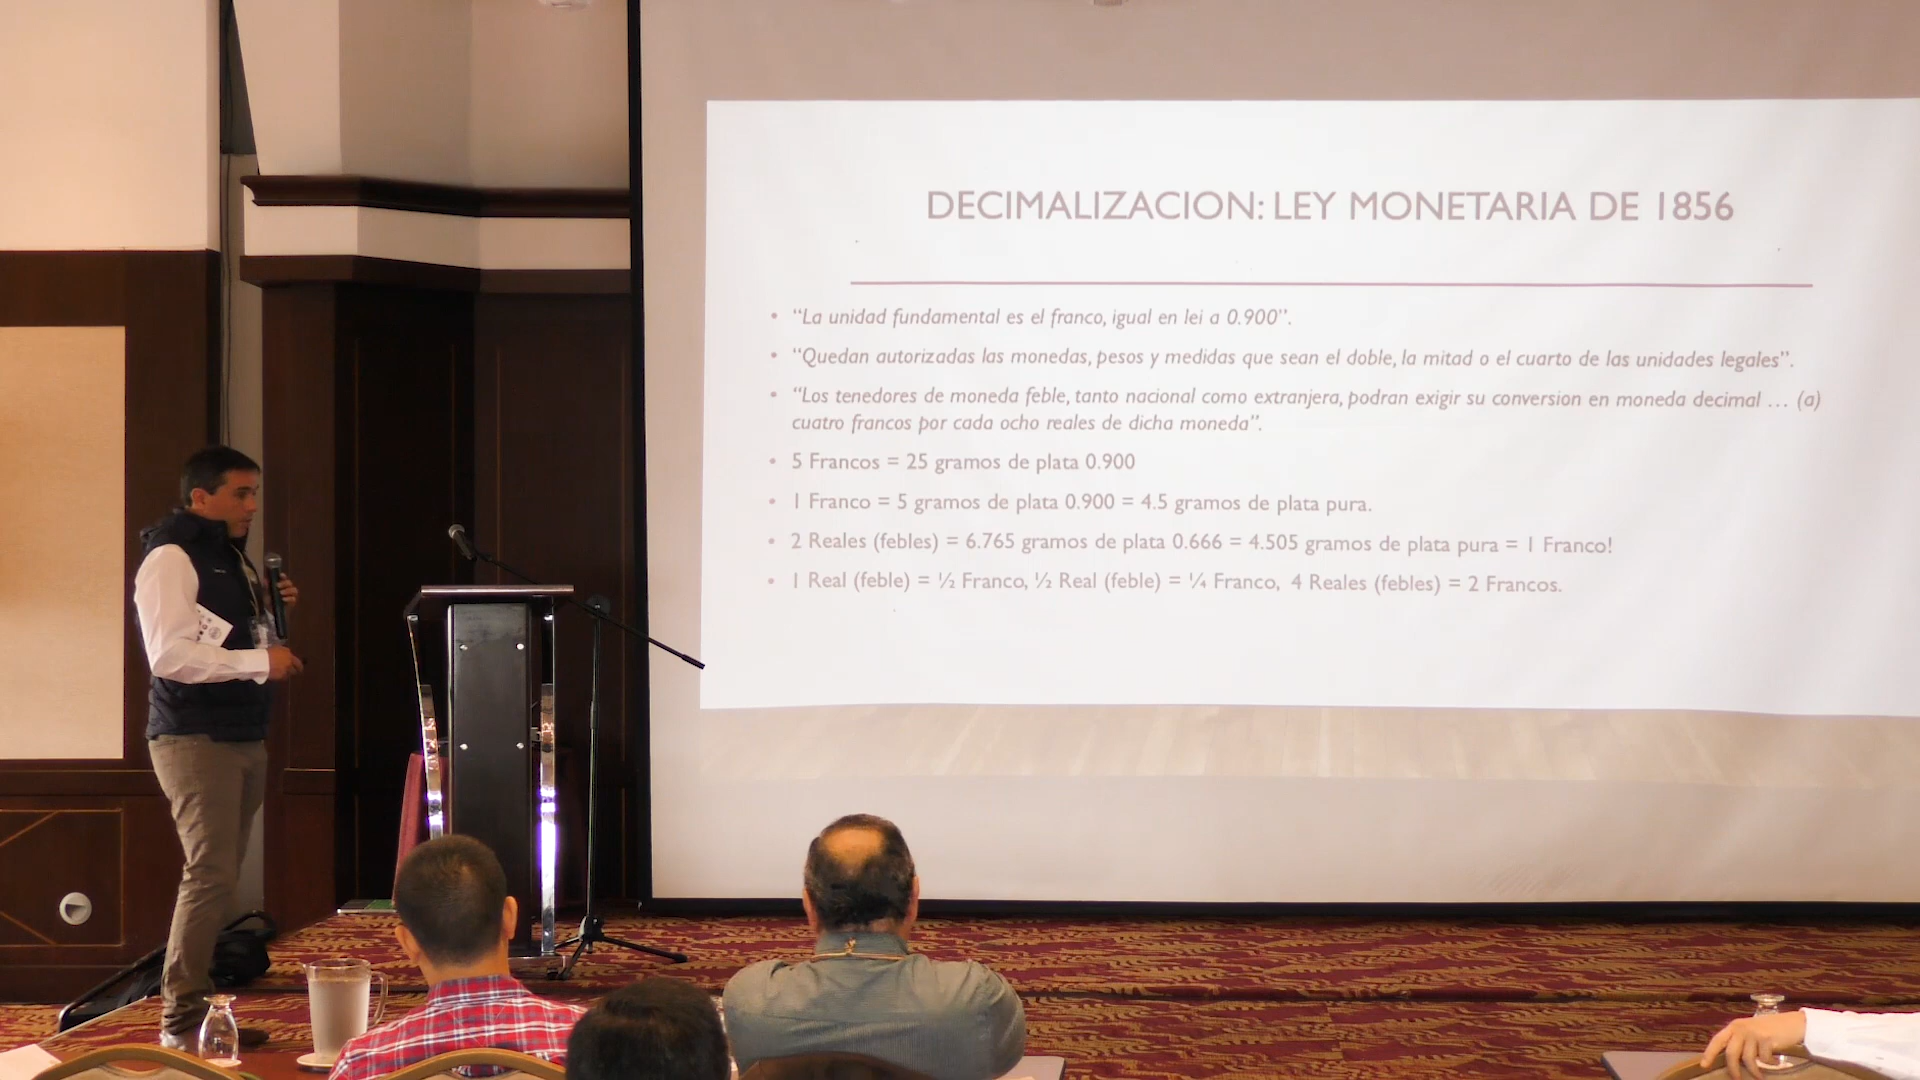 DECIMALIZACION: LEY MONETARIA DE 1856
• “La unidad fundamental es el franco, igual en lei a 0.900”.
• “Quedan autorizadas las monedas, pesos y medidas que sean el doble, la mitad o el cuarto de las unidades legales”.
• “Los tenedores de moneda feble, tanto nacional como extranjera, podran exigir su conversion en moneda decimal … (a)
cuatro francos por cada ocho reales de dicha moneda”.
• 5 Francos = 25 gramos de plata 0.900
• 1 Franco = 5 gramos de plata 0.900 = 4.5 gramos de plata pura.
• 2 Reales (febles) = 6.765 gramos de plata 0.666 = 4.505 gramos de plata pura = 1 Franco!
• 1 Real (feble) = ½ Franco, ½ Real (feble) = ¼ Franco, 4 Reales (febles) = 2 Francos.